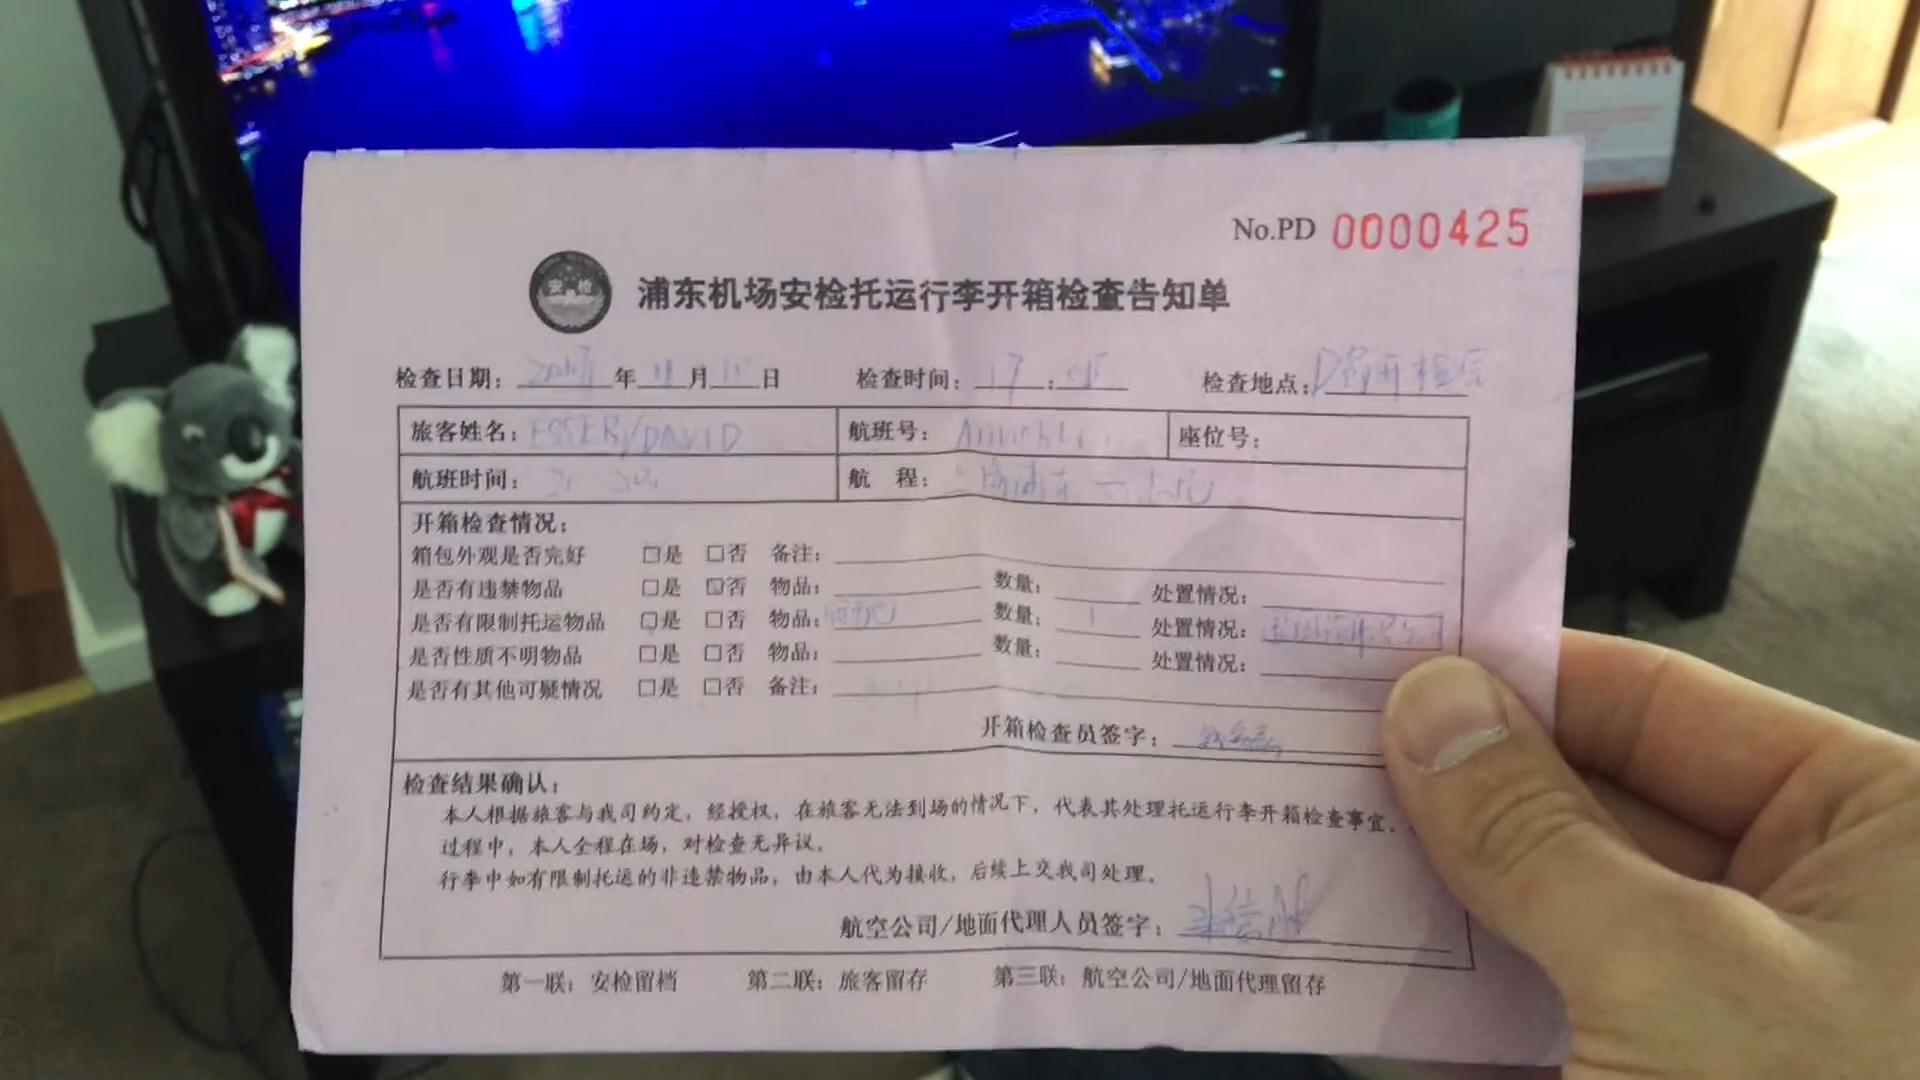 No.PD 0000425
浦东机场安检托运行李开箱检查告知单
检查日期: 年 月 日 检查时间: 17 : 检查地点:
旅客姓名: ESSER/DAVID 航班号: 座位号:
航班时间: 航 程:
开箱检查情况:
箱包外观是否完好 □是 □否 备注:
是否有违禁物品 □是 □否 物品: 数量: 处置情况:
是否有限制托运物品 □是 □否 物品: 数量: 1 处置情况:
是否性质不明物品 □是 □否 物品: 数量: 处置情况:
是否有其他可疑情况 □是 □否 备注:
开箱检查员签字:
检查结果确认:
本人根据旅客与我司约定，经授权，在旅客无法到场的情况下，代表其处理托运行李开箱检查事宜，
过程中，本人全程在场，对检查无异议。
行李中如有限制托运的非违禁物品，由本人代为接收，后续上交我司处理。
航空公司/地面代理人员签字:
第一联: 安检留档 第二联: 旅客留存 第三联: 航空公司/地面代理留存